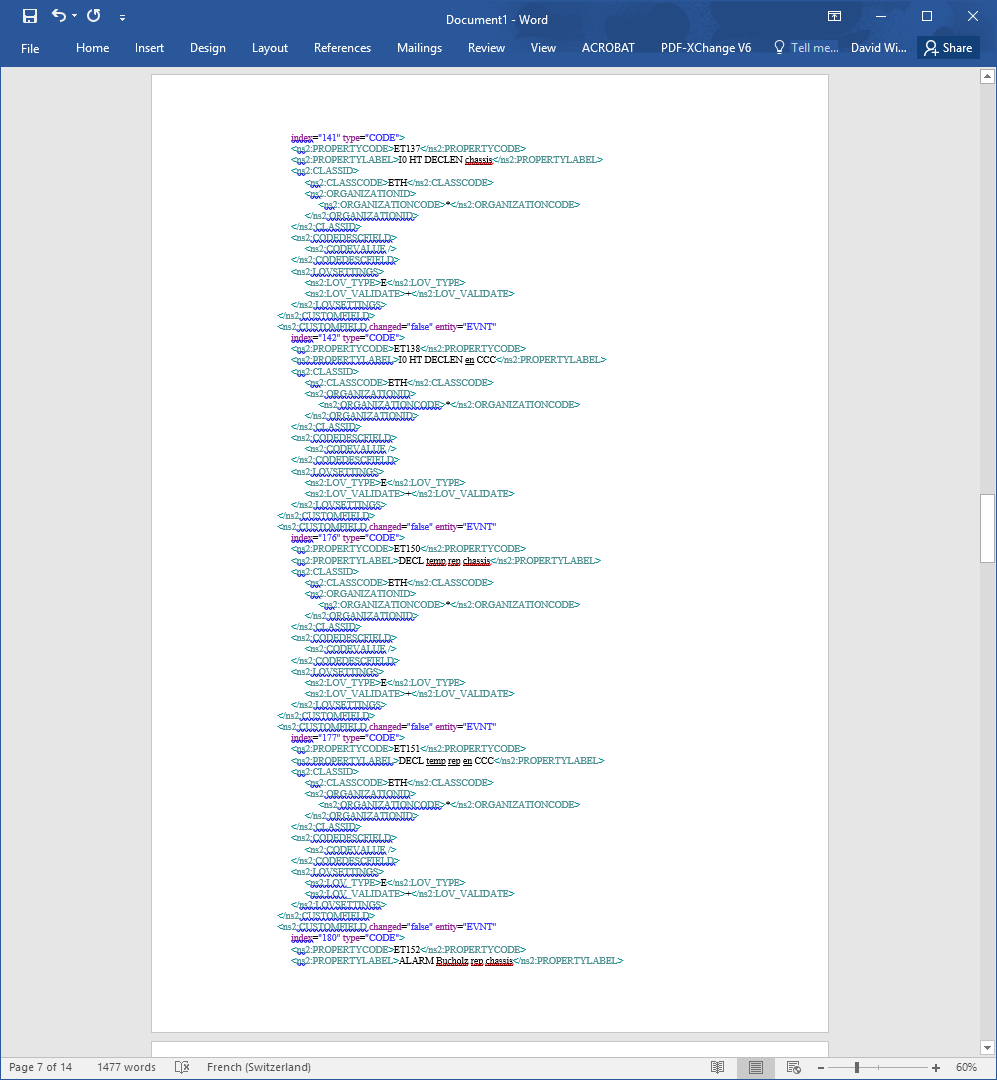 Document1 - Word
File Home Insert Design Layout References Mailings Review View ACROBAT PDF-XChange V6 Tell me... David Wi... Share
index="141" type="CODE">
<ns2:PROPERTYCODE>ET137</ns2:PROPERTYCODE>
<ns2:PROPERTYLABEL>I0 HT DECLEN chassis</ns2:PROPERTYLABEL>
<ns2:CLASSID>
<ns2:CLASSCODE>ETH</ns2:CLASSCODE>
<ns2:ORGANIZATIONID>
<ns2:ORGANIZATIONCODE>*</ns2:ORGANIZATIONCODE>
</ns2:ORGANIZATIONID>
</ns2:CLASSID>
<ns2:CODEDESCFIELD>
<ns2:CODEVALUE />
</ns2:CODEDESCFIELD>
<ns2:LOVSETTINGS>
<ns2:LOV_TYPE>E</ns2:LOV_TYPE>
<ns2:LOV_VALIDATE>+</ns2:LOV_VALIDATE>
</ns2:LOVSETTINGS>
</ns2:CUSTOMFIELD>
<ns2:CUSTOMFIELD changed="false" entity="EVNT"
index="142" type="CODE">
<ns2:PROPERTYCODE>ET138</ns2:PROPERTYCODE>
<ns2:PROPERTYLABEL>I0 HT DECLEN en CCC</ns2:PROPERTYLABEL>
<ns2:CLASSID>
<ns2:CLASSCODE>ETH</ns2:CLASSCODE>
<ns2:ORGANIZATIONID>
<ns2:ORGANIZATIONCODE>*</ns2:ORGANIZATIONCODE>
</ns2:ORGANIZATIONID>
</ns2:CLASSID>
<ns2:CODEDESCFIELD>
<ns2:CODEVALUE />
</ns2:CODEDESCFIELD>
<ns2:LOVSETTINGS>
<ns2:LOV_TYPE>E</ns2:LOV_TYPE>
<ns2:LOV_VALIDATE>+</ns2:LOV_VALIDATE>
</ns2:LOVSETTINGS>
</ns2:CUSTOMFIELD>
<ns2:CUSTOMFIELD changed="false" entity="EVNT"
index="176" type="CODE">
<ns2:PROPERTYCODE>ET150</ns2:PROPERTYCODE>
<ns2:PROPERTYLABEL>DECL temp rep chassis</ns2:PROPERTYLABEL>
<ns2:CLASSID>
<ns2:CLASSCODE>ETH</ns2:CLASSCODE>
<ns2:ORGANIZATIONID>
<ns2:ORGANIZATIONCODE>*</ns2:ORGANIZATIONCODE>
</ns2:ORGANIZATIONID>
</ns2:CLASSID>
<ns2:CODEDESCFIELD>
<ns2:CODEVALUE />
</ns2:CODEDESCFIELD>
<ns2:LOVSETTINGS>
<ns2:LOV_TYPE>E</ns2:LOV_TYPE>
<ns2:LOV_VALIDATE>+</ns2:LOV_VALIDATE>
</ns2:LOVSETTINGS>
</ns2:CUSTOMFIELD>
<ns2:CUSTOMFIELD changed="false" entity="EVNT"
index="177" type="CODE">
<ns2:PROPERTYCODE>ET151</ns2:PROPERTYCODE>
<ns2:PROPERTYLABEL>DECL temp rep en CCC</ns2:PROPERTYLABEL>
<ns2:CLASSID>
<ns2:CLASSCODE>ETH</ns2:CLASSCODE>
<ns2:ORGANIZATIONID>
<ns2:ORGANIZATIONCODE>*</ns2:ORGANIZATIONCODE>
</ns2:ORGANIZATIONID>
</ns2:CLASSID>
<ns2:CODEDESCFIELD>
<ns2:CODEVALUE />
</ns2:CODEDESCFIELD>
<ns2:LOVSETTINGS>
<ns2:LOV_TYPE>E</ns2:LOV_TYPE>
<ns2:LOV_VALIDATE>+</ns2:LOV_VALIDATE>
</ns2:LOVSETTINGS>
</ns2:CUSTOMFIELD>
<ns2:CUSTOMFIELD changed="false" entity="EVNT"
index="180" type="CODE">
<ns2:PROPERTYCODE>ET152</ns2:PROPERTYCODE>
<ns2:PROPERTYLABEL>ALARM Bucholz rep chassis</ns2:PROPERTYLABEL>
Page 7 of 14 1477 words French (Switzerland) 60%